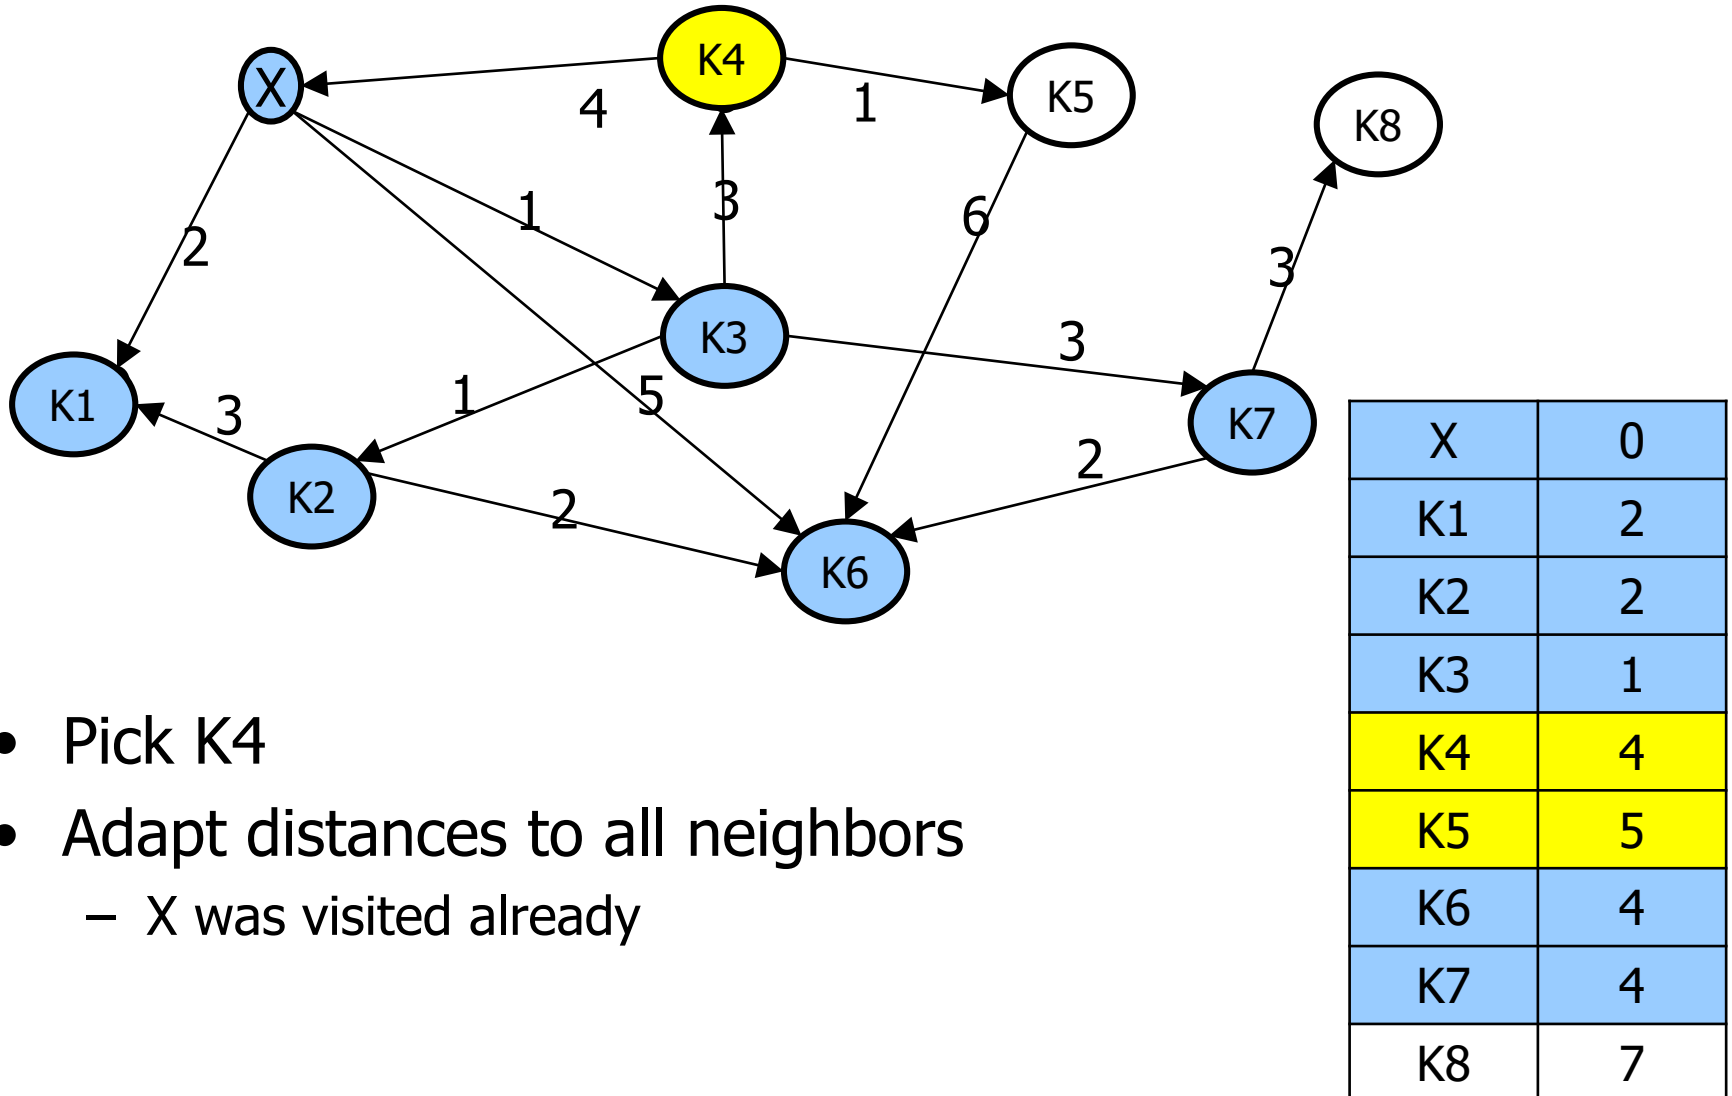 X
K4
K5
K8
4
1
1
3
6
2
3
K3
3
K1
3
1
5
K7
2
K2
2
K6
X 0
K1 2
K2 2
K3 1
K4 4
K5 5
K6 4
K7 4
K8 7
• Pick K4
• Adapt distances to all neighbors
– X was visited already